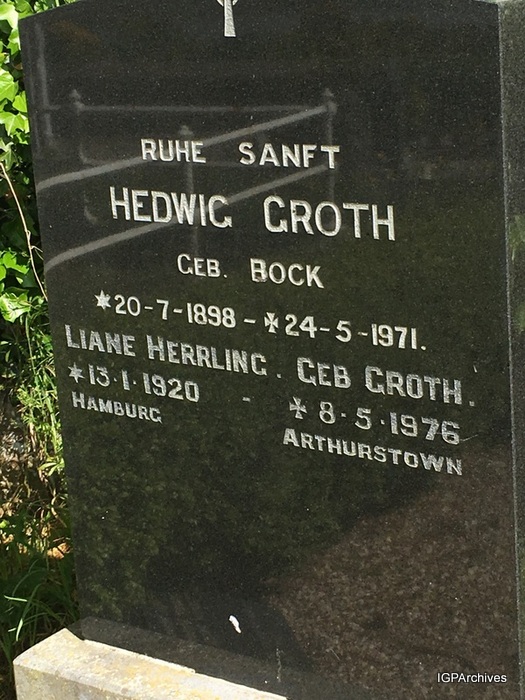 RUHE SANFT
HEDWIG GROTH
GEB. BOCK
*20-7-1898 - ✠24-5-1971.
LIANE HERRLING. GEB GROTH.
*13·1·1920 - ✠8·5·1976
HAMBURG ARTHURSTOWN
IGPArchives